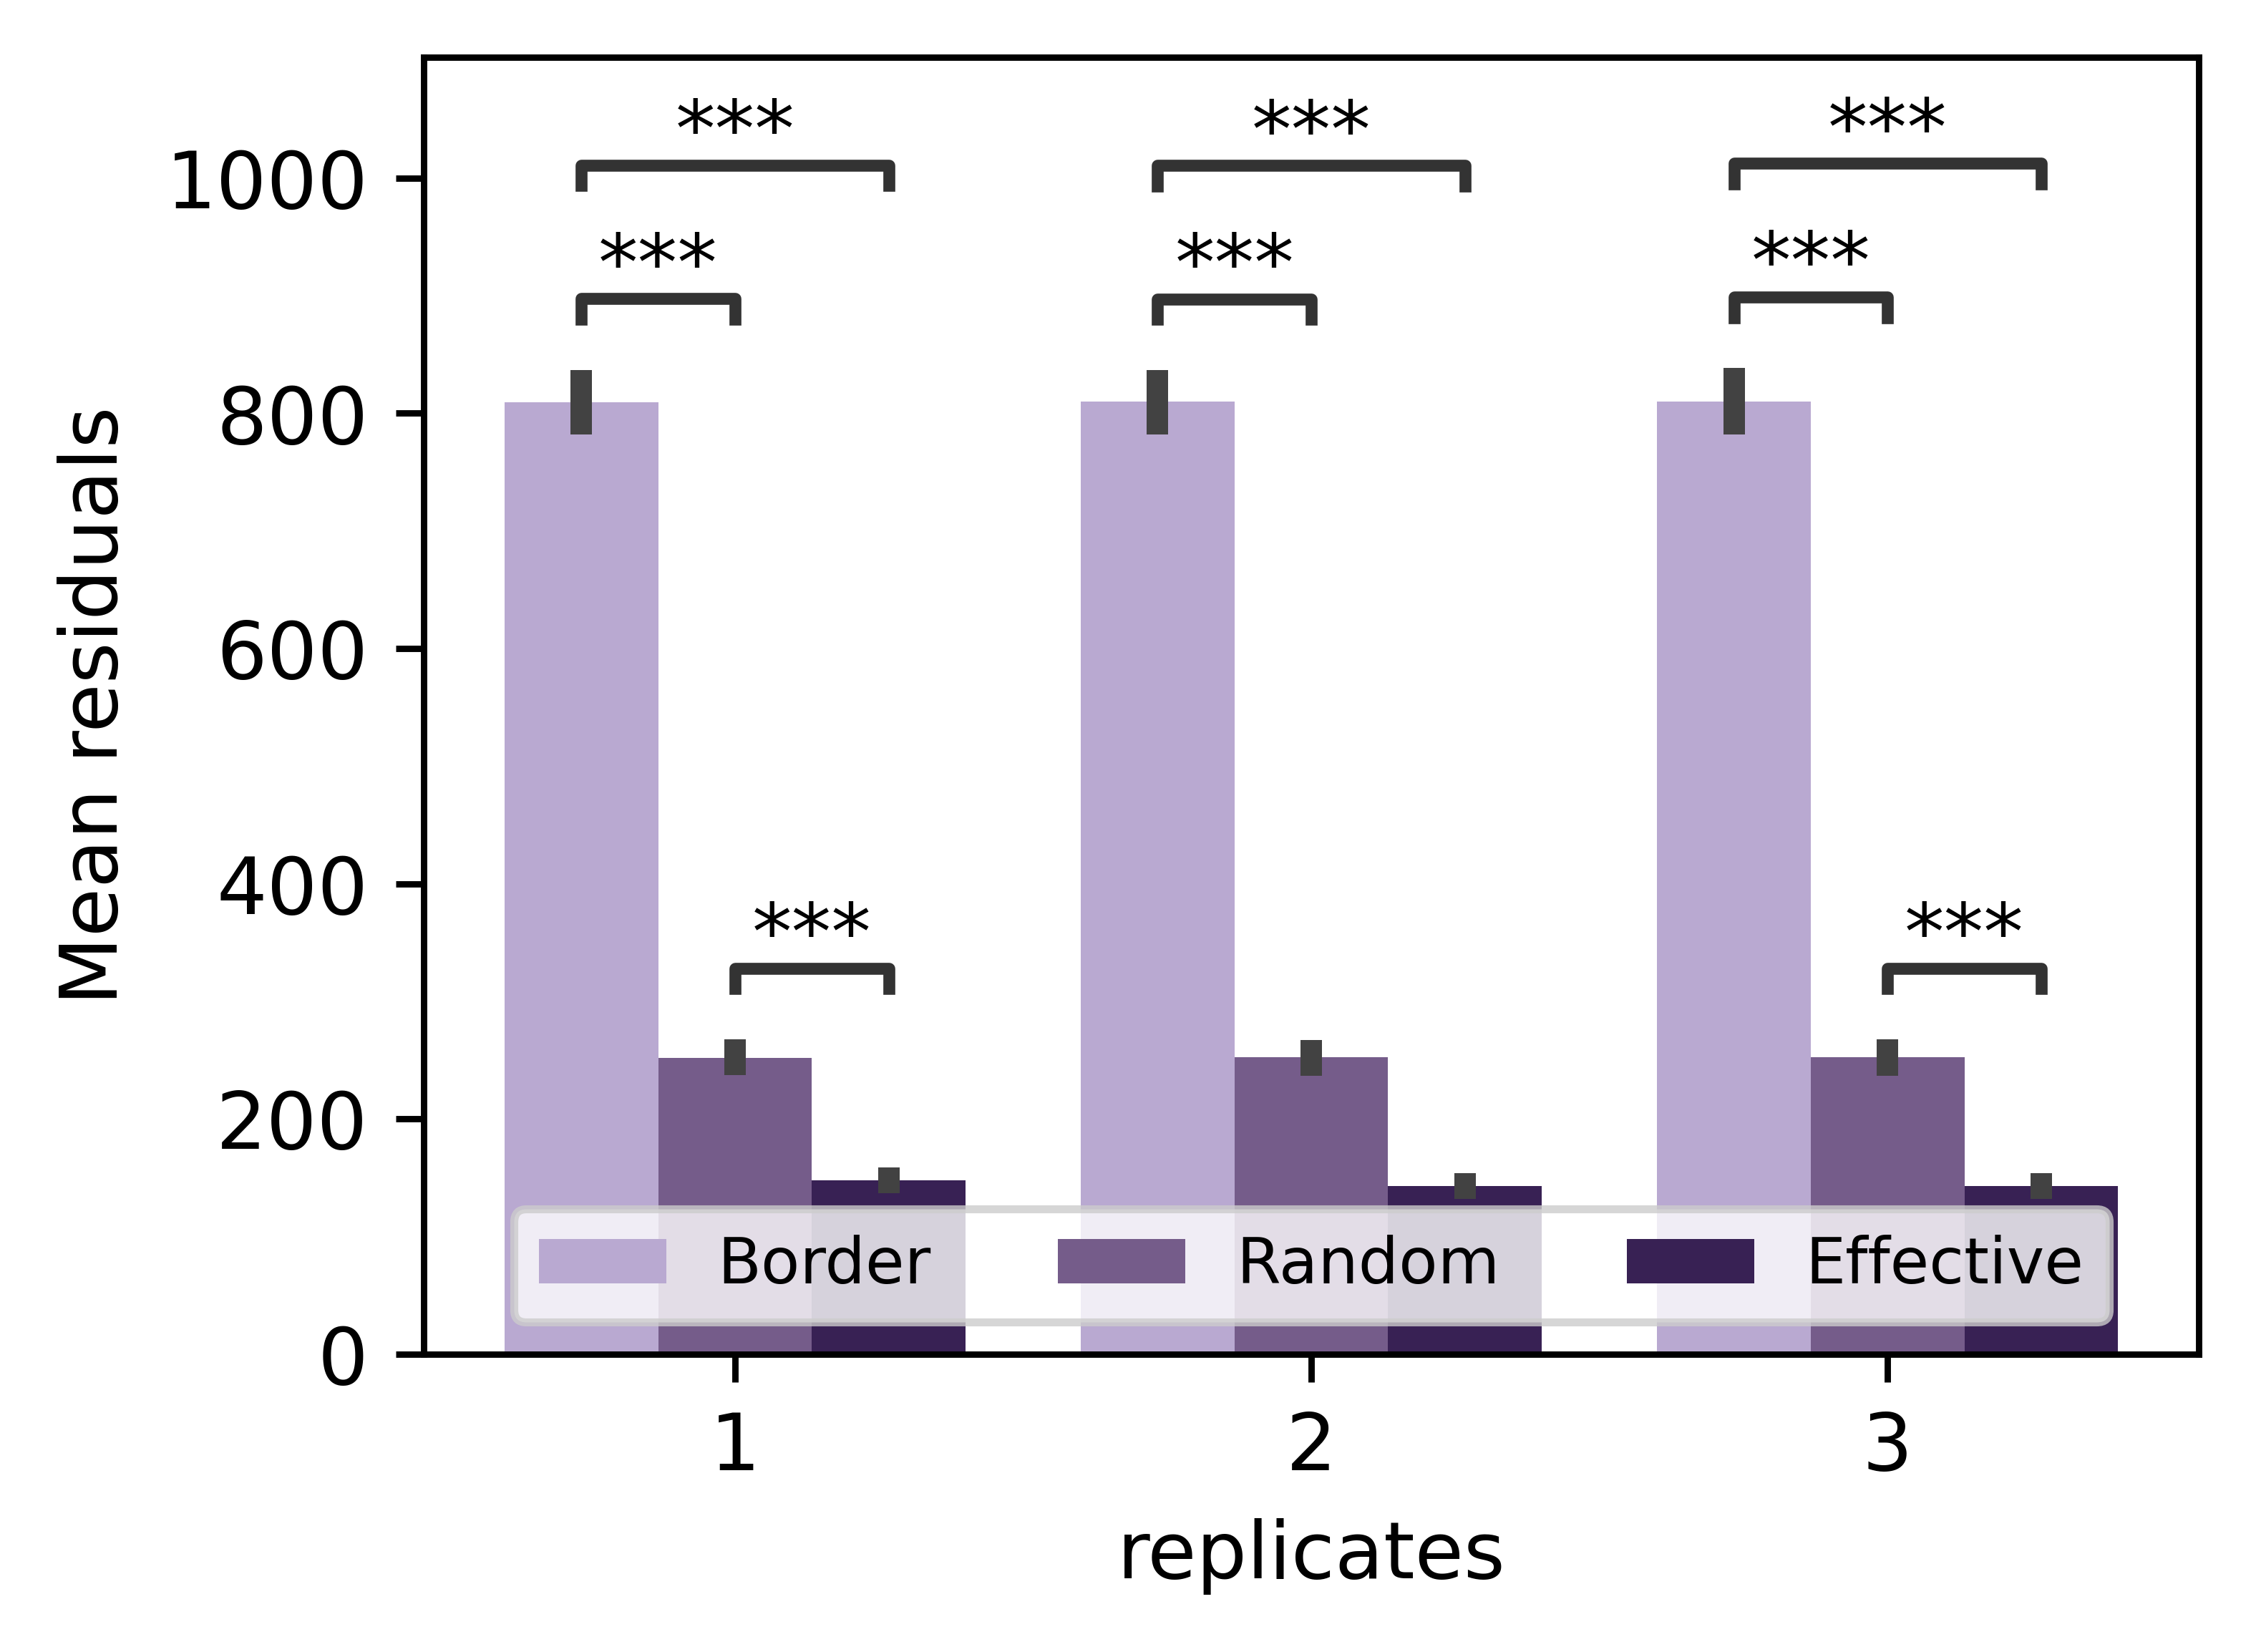 Mean residuals
1000
800
600
400
200
0
*** *** ***
*** *** ***
*** ***
Border Random Effective
1 2 3
replicates